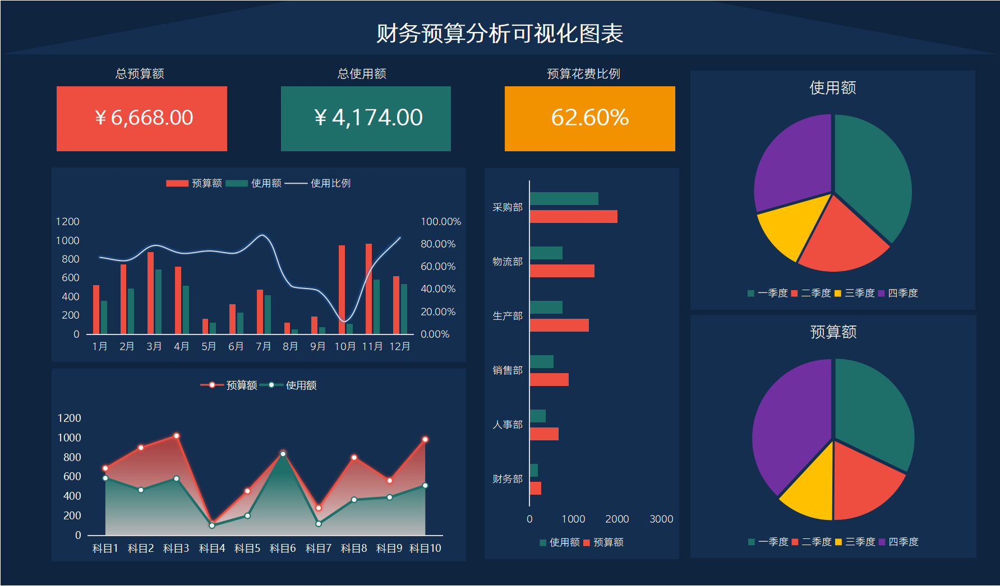 财务预算分析可视化图表
总预算额
总使用额
预算花费比例
¥6,668.00
¥4,174.00
62.60%
预算额 使用额 使用比例
1200
1000
800
600
400
200
0
100.00%
80.00%
60.00%
40.00%
20.00%
0.00%
1月 2月 3月 4月 5月 6月 7月 8月 9月 10月 11月 12月
预算额 使用额
1200
1000
800
600
400
200
0
科目1 科目2 科目3 科目4 科目5 科目6 科目7 科目8 科目9 科目10
采购部
物流部
生产部
销售部
人事部
财务部
0 1000 2000 3000
使用额 预算额
使用额
一季度 二季度 三季度 四季度
预算额
一季度 二季度 三季度 四季度